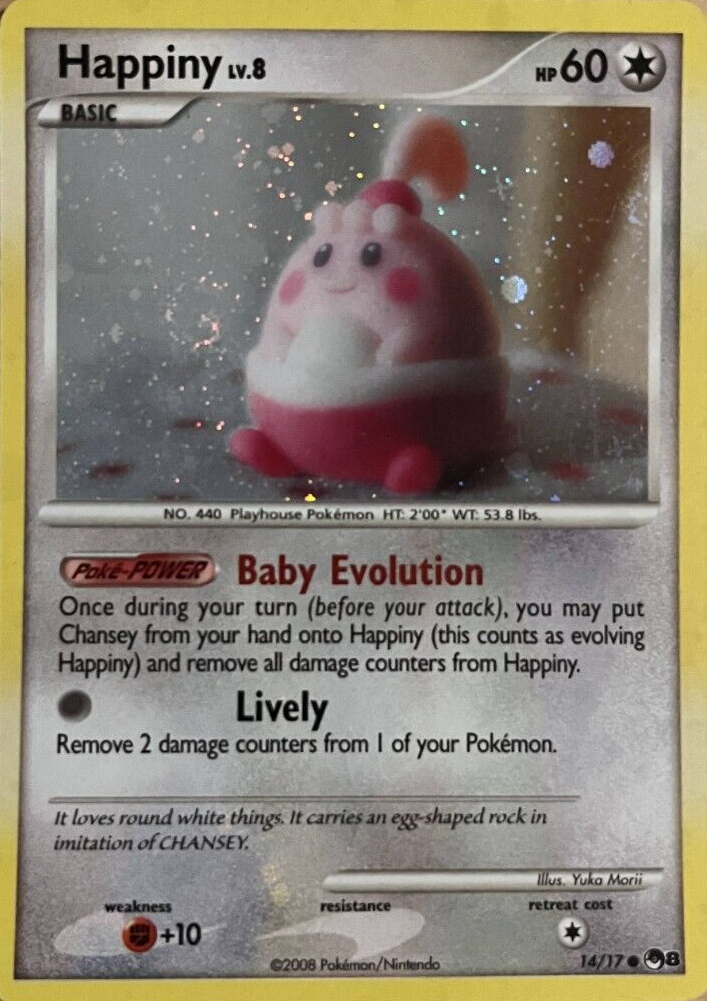 Happiny LV.8 HP 60
BASIC
NO. 440 Playhouse Pokémon HT: 2'00" WT: 53.8 lbs.
Poké-POWER Baby Evolution
Once during your turn (before your attack), you may put
Chansey from your hand onto Happiny (this counts as evolving
Happiny) and remove all damage counters from Happiny.
Lively
Remove 2 damage counters from 1 of your Pokémon.
It loves round white things. It carries an egg-shaped rock in
imitation of CHANSEY.
Illus. Yuka Morii
weakness resistance retreat cost
+10
©2008 Pokémon/Nintendo 14/17 8